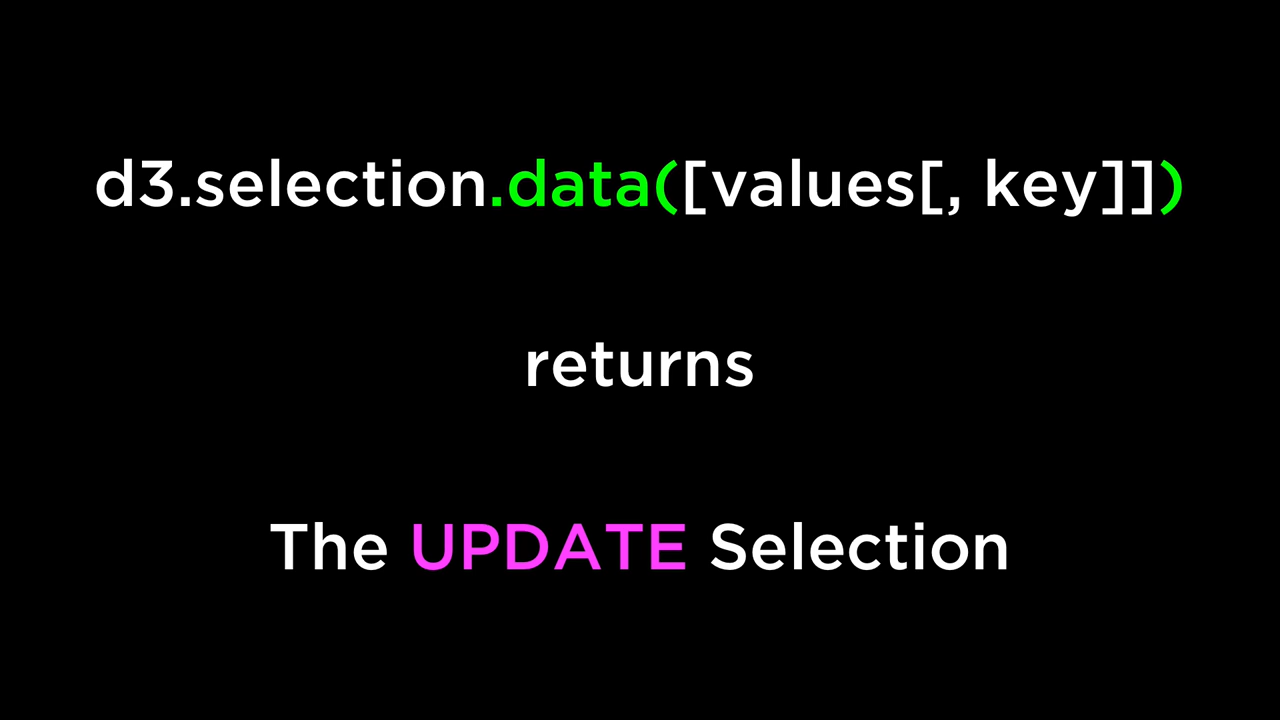 d3.selection.data([values[, key]])
returns
The UPDATE Selection